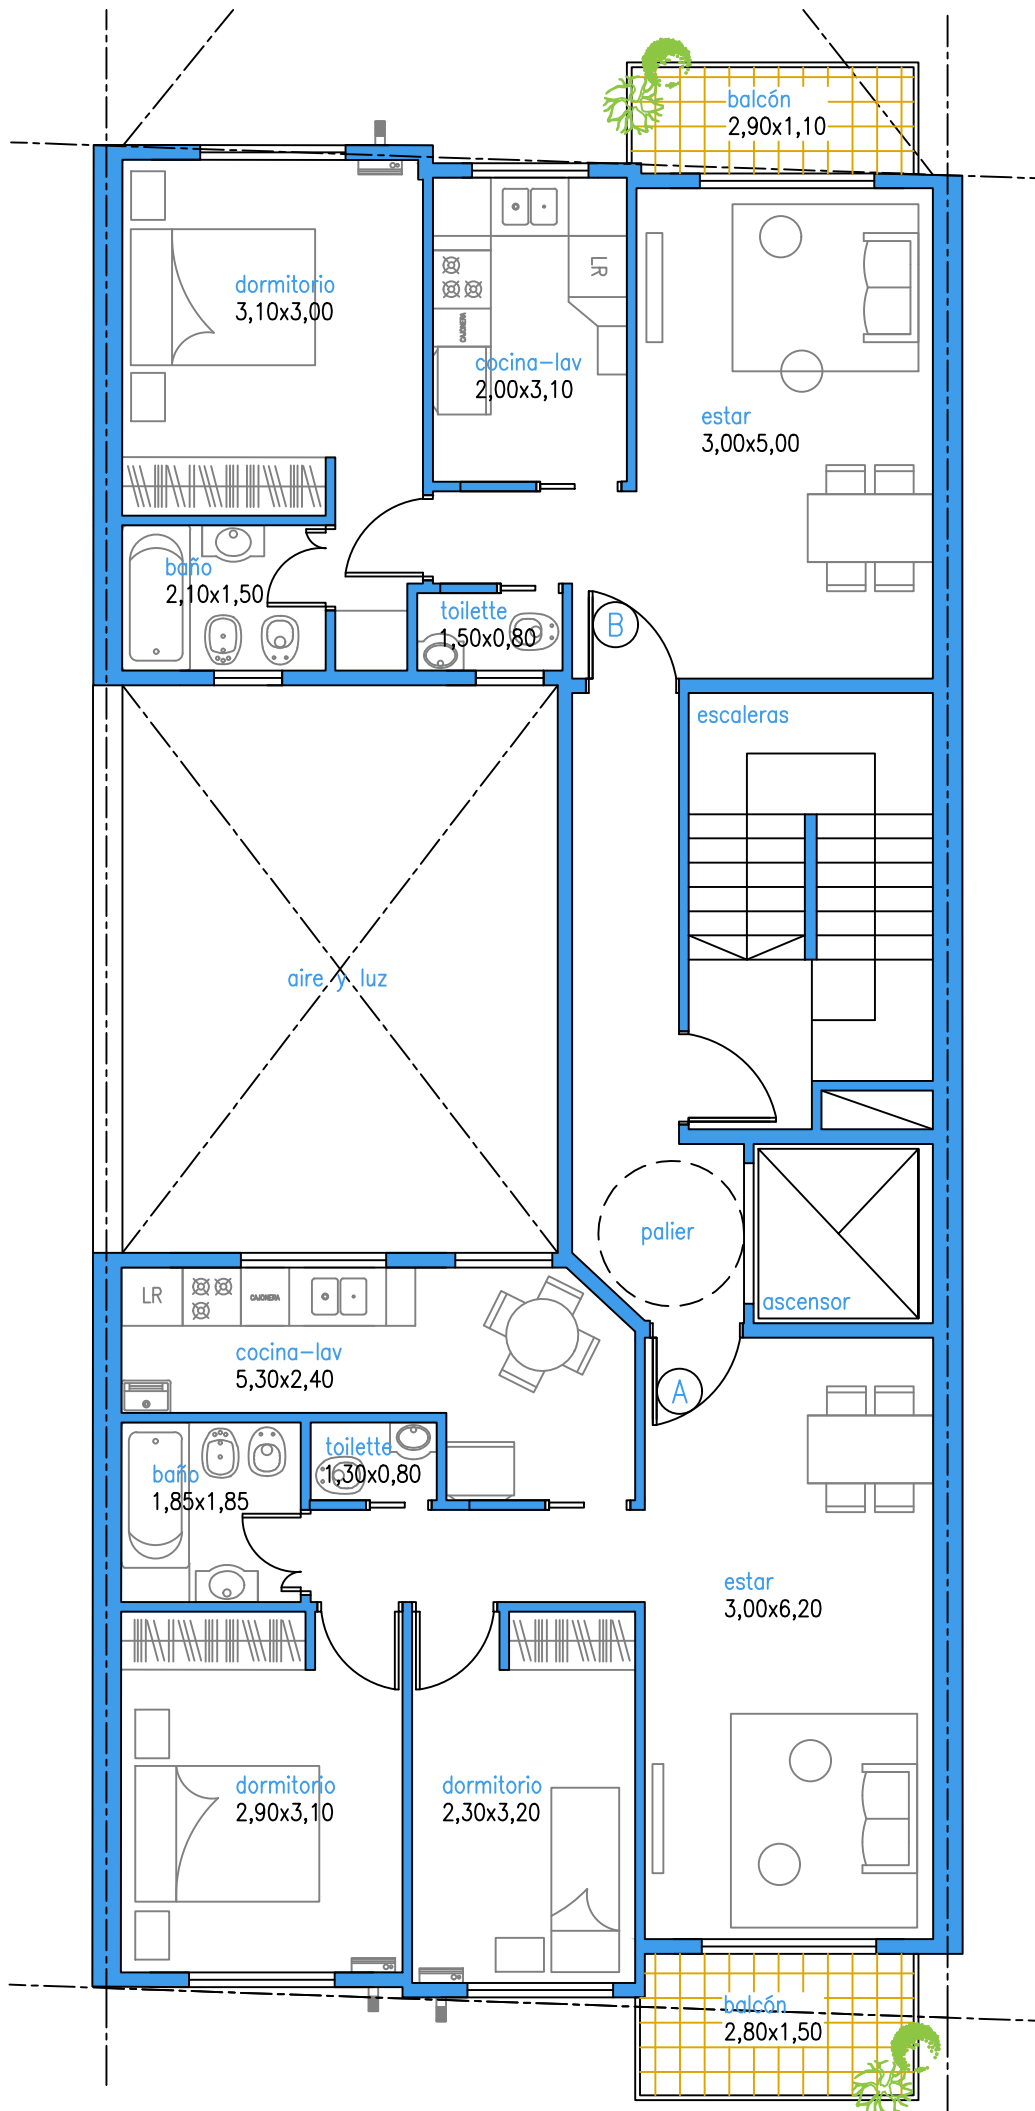 balcón
2,90x1,10
dormitorio
3,10x3,00
LR
CAJONERA
cocina-lav
2,00x3,10
estar
3,00x5,00
baño
2,10x1,50
toilette
1,50x0,80
B
escaleras
aire y luz
palier
ascensor
LR
CAJONERA
cocina-lav
5,30x2,40
A
toilette
1,30x0,80
baño
1,85x1,85
estar
3,00x6,20
dormitorio
2,90x3,10
dormitorio
2,30x3,20
balcón
2,80x1,50